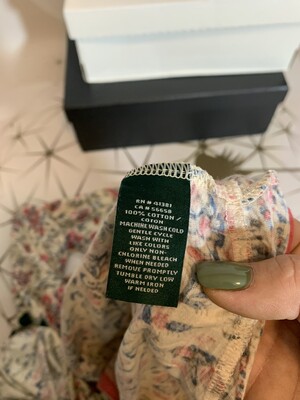 RN # 41381
CA # 56658
100% COTTON /
COTON
MACHINE WASH COLD
GENTLE CYCLE
WASH WITH
LIKE COLORS
ONLY NON-
CHLORINE BLEACH
WHEN NEEDED
REMOVE PROMPTLY
TUMBLE DRY LOW
WARM IRON
IF NEEDED